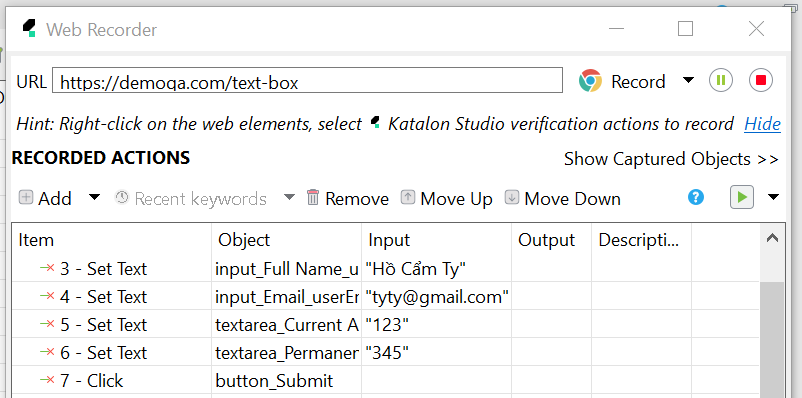 Web Recorder
URL https://demoqa.com/text-box Record
Hint: Right-click on the web elements, select Katalon Studio verification actions to record Hide
RECORDED ACTIONS Show Captured Objects >>
Add Recent keywords Remove Move Up Move Down
Item Object Input Output Descripti...
3 - Set Text input_Full Name_u "Hồ Cẩm Ty"
4 - Set Text input_Email_userEr "tyty@gmail.com"
5 - Set Text textarea_Current A "123"
6 - Set Text textarea_Permanen "345"
7 - Click button_Submit